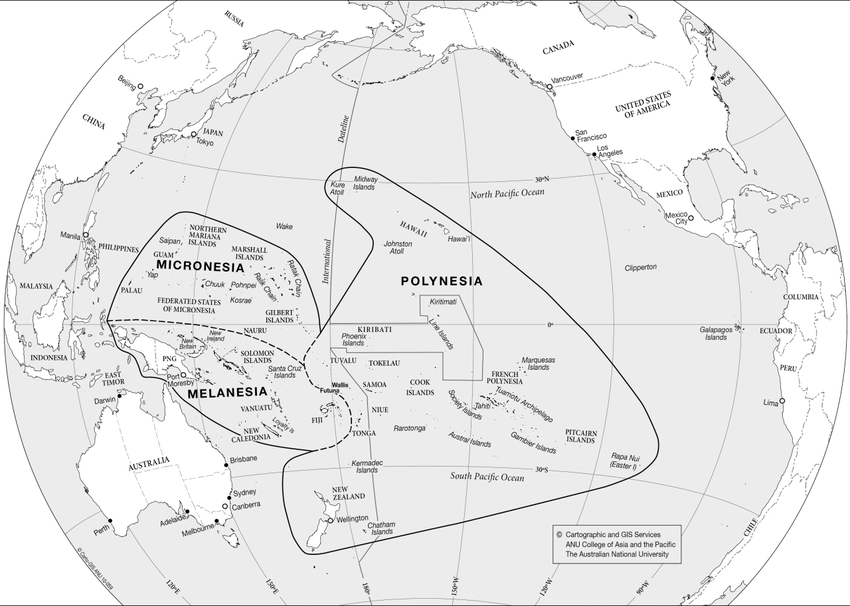 RUSSIA
CANADA
Vancouver
New
York
UNITED STATES
OF AMERICA
San
Francisco
Los
Angeles
Beijing
CHINA
JAPAN
Tokyo
Dateline
International
30°N
North Pacific Ocean
MEXICO
Mexico
City
Kure
Atoll
Midway
Islands
HAWAII
Hawai'i
Johnston
Atoll
Wake
Manila
PHILIPPINES
NORTHERN
MARIANA
ISLANDS
Saipan
GUAM
MARSHALL
ISLANDS
MICRONESIA
Yap
Chuuk
Pohnpei
Ralik Chain
Ratak Chain
PALAU
Kosrae
FEDERATED STATES
OF MICRONESIA
GILBERT
ISLANDS
POLYNESIA
Clipperton
Kiritimati
Line Islands
MALAYSIA
COLUMBIA
0°
Galapagos
Islands
ECUADOR
PERU
Lima
INDONESIA
NAURU
KIRIBATI
Phoenix
Islands
New
Britain
New
Ireland
PNG
Port
Moresby
SOLOMON
ISLANDS
Santa Cruz
Islands
TUVALU
TOKELAU
Marquesas
Islands
EAST
TIMOR
Darwin
MELANESIA
Wallis
Futuna
SAMOA
COOK
ISLANDS
FRENCH
POLYNESIA
Tuamotu Archipelago
Society Islands
Tahiti
VANUATU
FIJI
NIUE
Loyalty Is
NEW
CALEDONIA
TONGA
Rarotonga
Austral Islands
Gambier Islands
PITCAIRN
ISLANDS
Rapa Nui
(Easter I)
Kermadec
Islands
30°S
South Pacific Ocean
AUSTRALIA
Brisbane
Sydney
Canberra
Adelaide
Melbourne
Perth
NEW
ZEALAND
Wellington
Chatham
Islands
CHILE
© Cartographic and GIS Services
ANU College of Asia and the Pacific
The Australian National University
120°E
150°E
180°
150°W
120°W
90°W